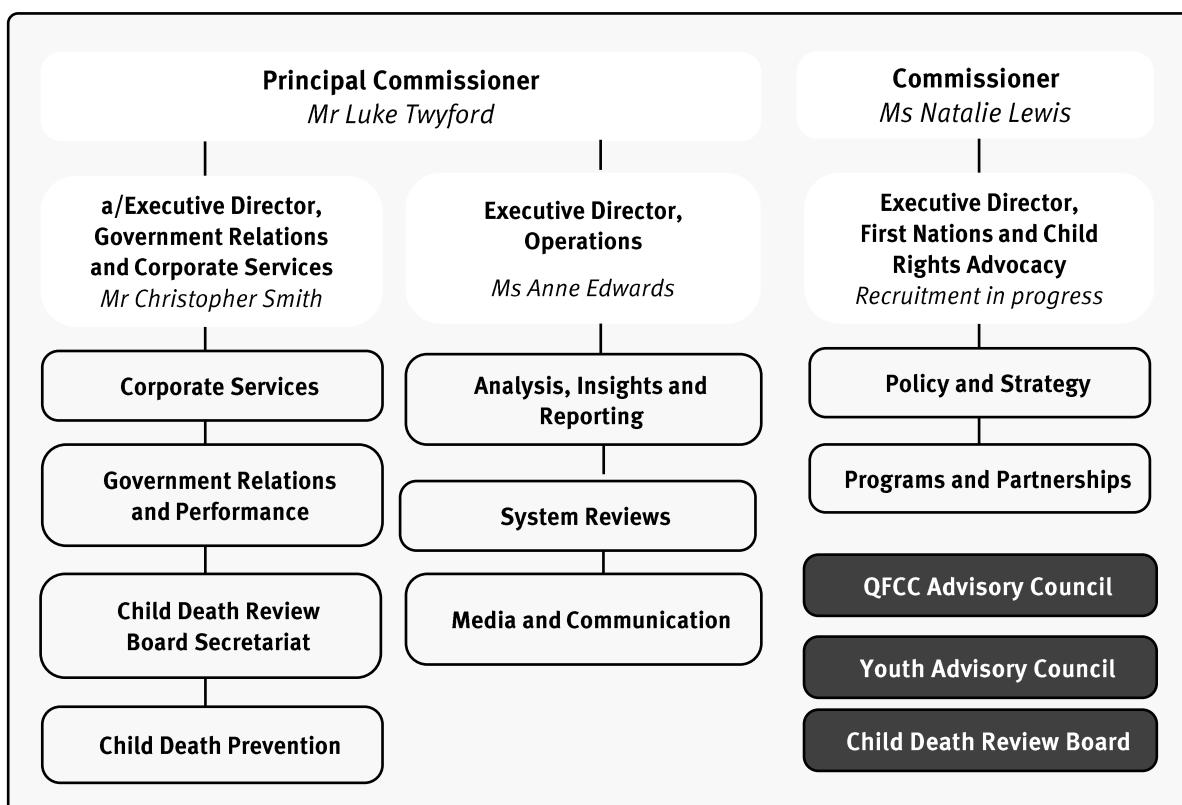 Principal Commissioner
Mr Luke Twyford
Commissioner
Ms Natalie Lewis
a/Executive Director,
Government Relations
and Corporate Services
Mr Christopher Smith
Executive Director,
Operations
Ms Anne Edwards
Executive Director,
First Nations and Child
Rights Advocacy
Recruitment in progress
Corporate Services
Government Relations
and Performance
Child Death Review
Board Secretariat
Child Death Prevention
Analysis, Insights and
Reporting
System Reviews
Media and Communication
Policy and Strategy
Programs and Partnerships
QFCC Advisory Council
Youth Advisory Council
Child Death Review Board